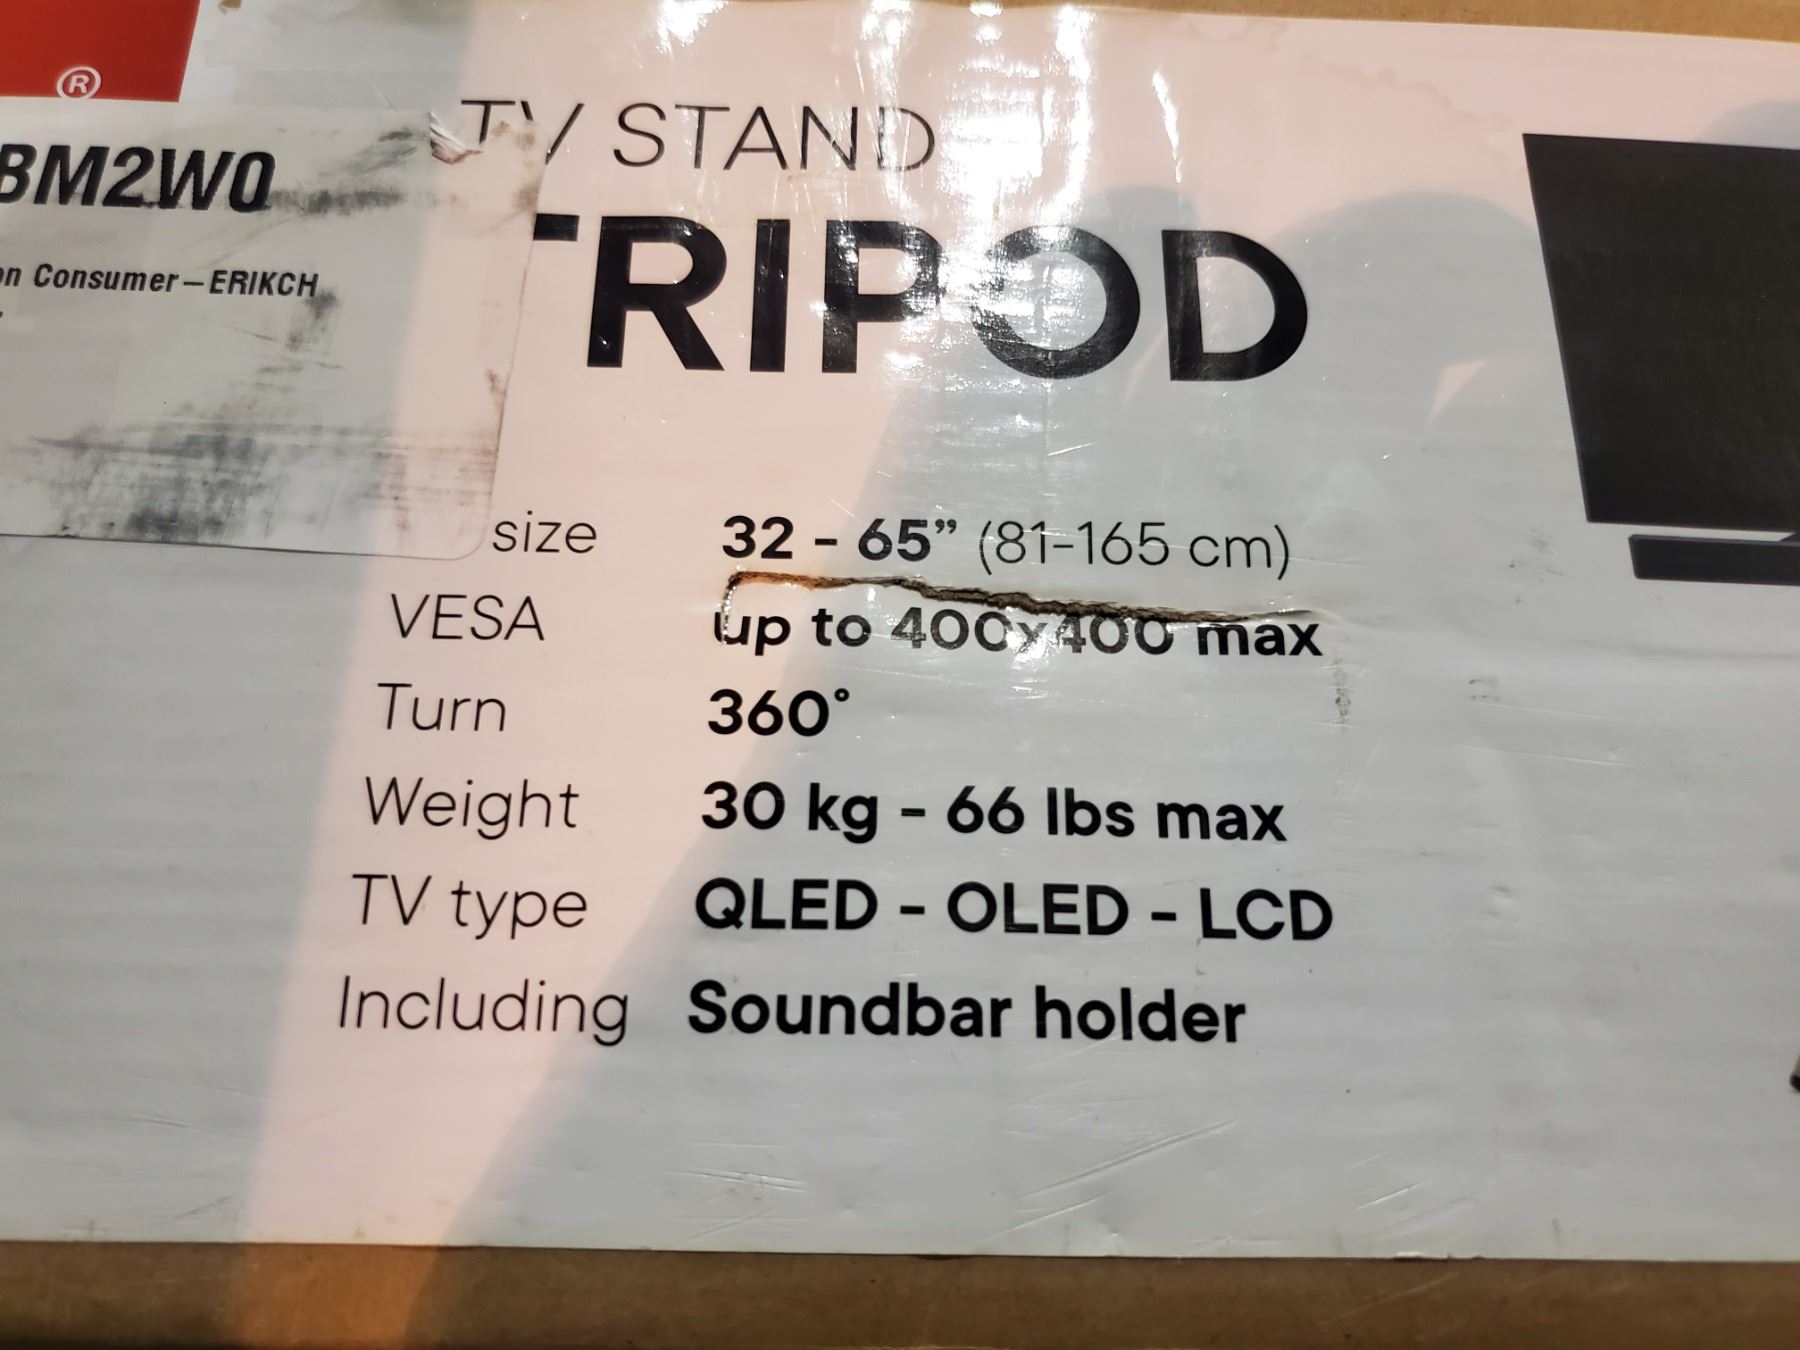 ®
TV STAND
BM2W0
TRIPOD
Consumer–ERIKCH
size 32 - 65” (81-165 cm)
VESA up to 400x400 max
Turn 360°
Weight 30 kg - 66 lbs max
TV type QLED - OLED - LCD
Including Soundbar holder